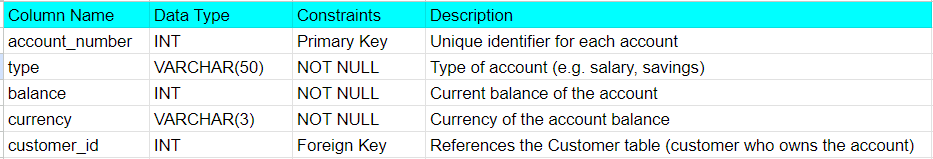 Column Name Data Type Constraints Description
account_number INT Primary Key Unique identifier for each account
type VARCHAR(50) NOT NULL Type of account (e.g. salary, savings)
balance INT NOT NULL Current balance of the account
currency VARCHAR(3) NOT NULL Currency of the account balance
customer_id INT Foreign Key References the Customer table (customer who owns the account)